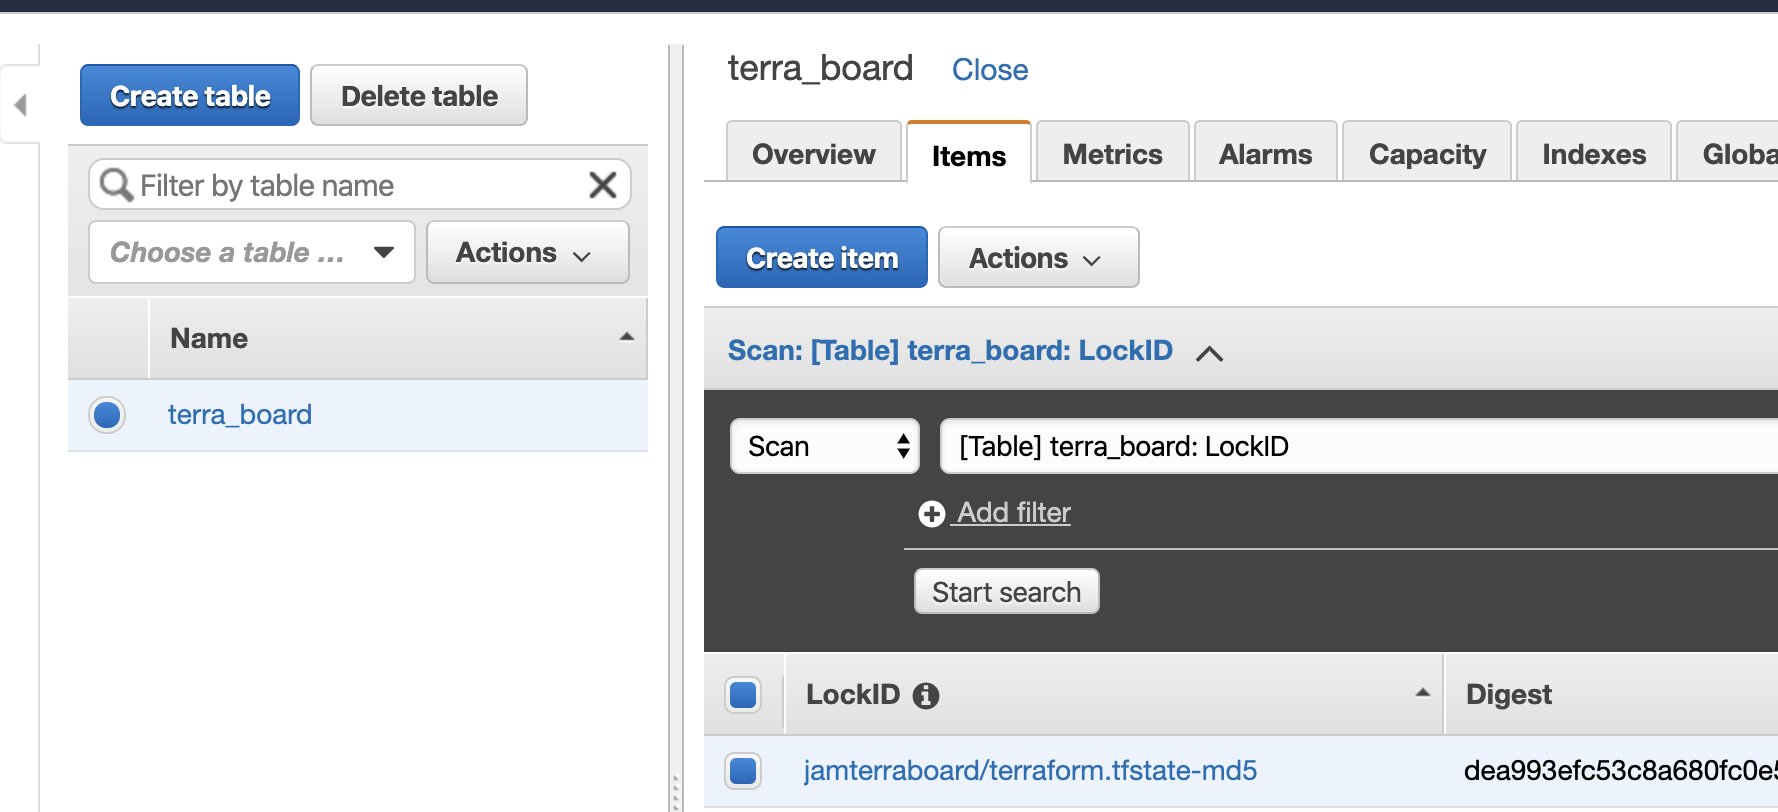 Create table
Delete table
Filter by table name
Choose a table ...
Actions
Name
terra_board
terra_board Close
Overview
Items
Metrics
Alarms
Capacity
Indexes
Globa
Create item
Actions
Scan: [Table] terra_board: LockID
Scan
[Table] terra_board: LockID
Add filter
Start search
LockID
Digest
jamterraboard/terraform.tfstate-md5
dea993efc53c8a680fc0e5